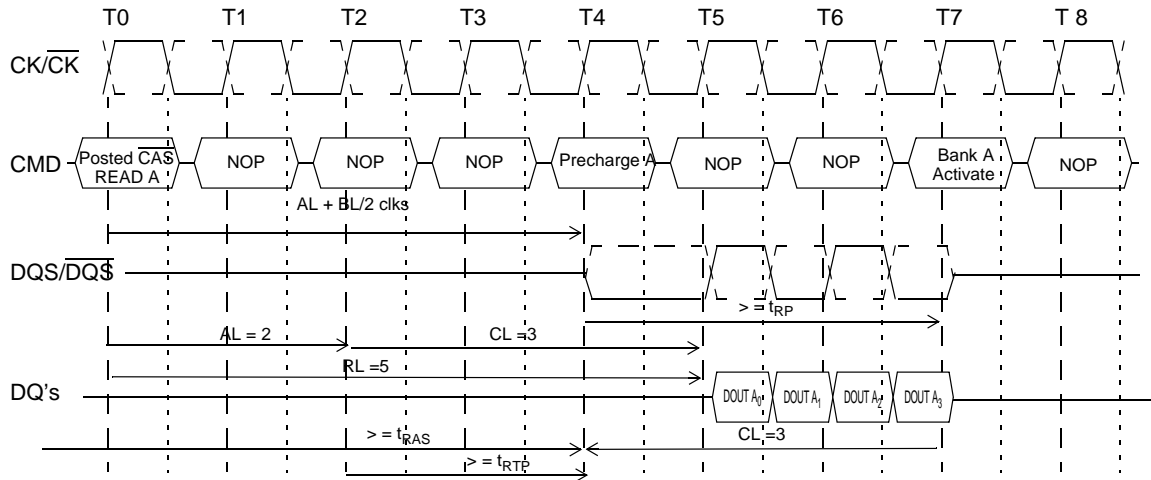 T0 T1 T2 T3 T4 T5 T6 T7 T 8
CK/CK
CMD
Posted CAS READ A
NOP
NOP
NOP
Precharge A
NOP
NOP
Bank A Activate
NOP
AL + BL/2 clks
DQS/DQS
> = tRP
AL = 2
CL =3
RL =5
DQ's
DOUT A0
DOUT A1
DOUT A2
DOUT A3
> = tRAS
CL =3
> = tRTP